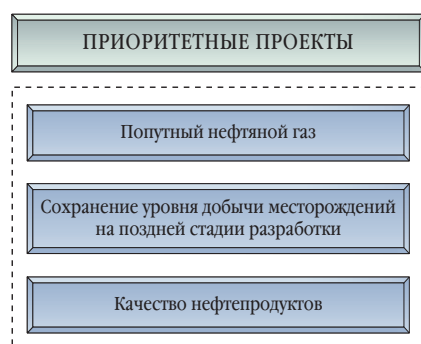 ПРИОРИТЕТНЫЕ ПРОЕКТЫ
Попутный нефтяной газ
Сохранение уровня добычи месторождений
на поздней стадии разработки
Качество нефтепродуктов